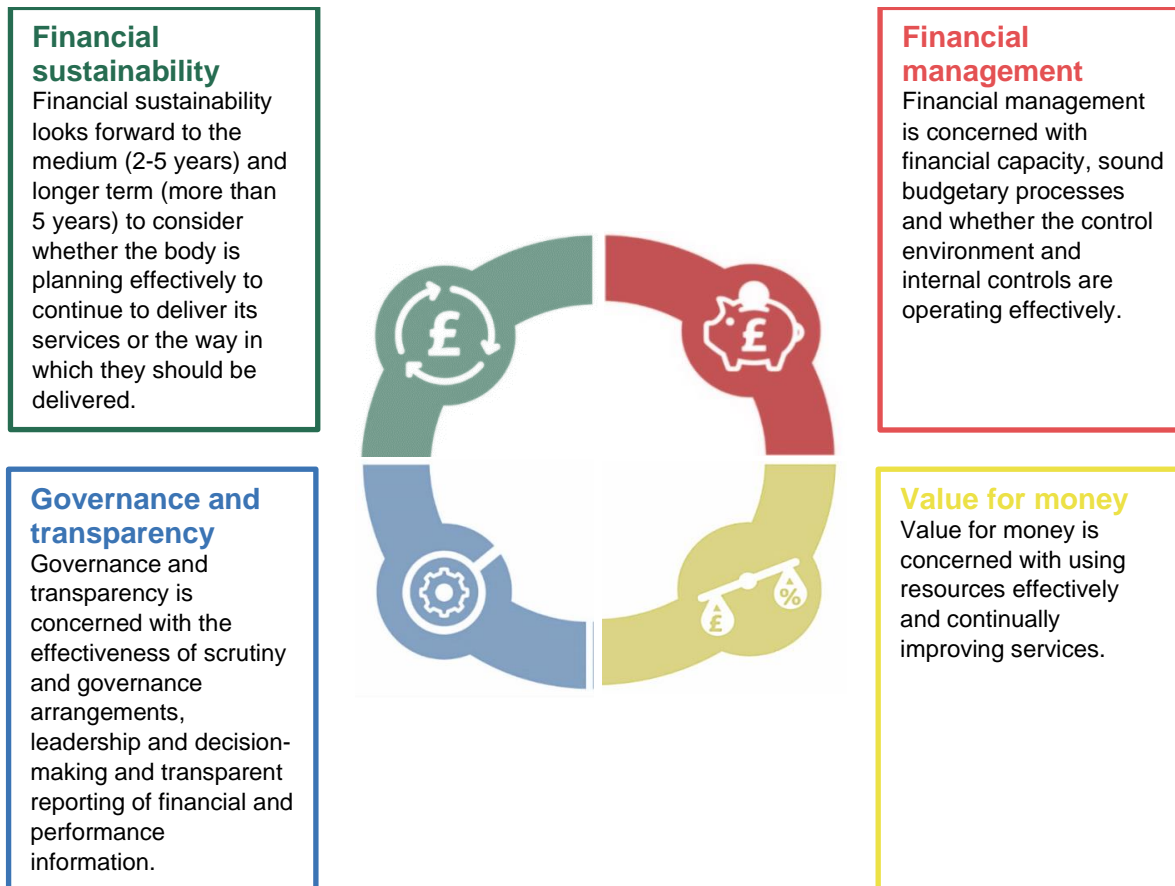 Financial
sustainability
Financial sustainability
looks forward to the
medium (2-5 years) and
longer term (more than
5 years) to consider
whether the body is
planning effectively to
continue to deliver its
services or the way in
which they should be
delivered.
Financial
management
Financial management
is concerned with
financial capacity, sound
budgetary processes
and whether the control
environment and
internal controls are
operating effectively.
£
£
Governance and
transparency
Governance and
transparency is
concerned with the
effectiveness of scrutiny
and governance
arrangements,
leadership and decision-
making and transparent
reporting of financial and
performance
information.
£
%
Value for money
Value for money is
concerned with using
resources effectively
and continually
improving services.